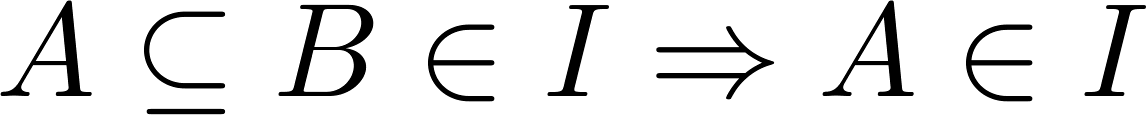 A ⊆ B ∈ I ⇒ A ∈ I